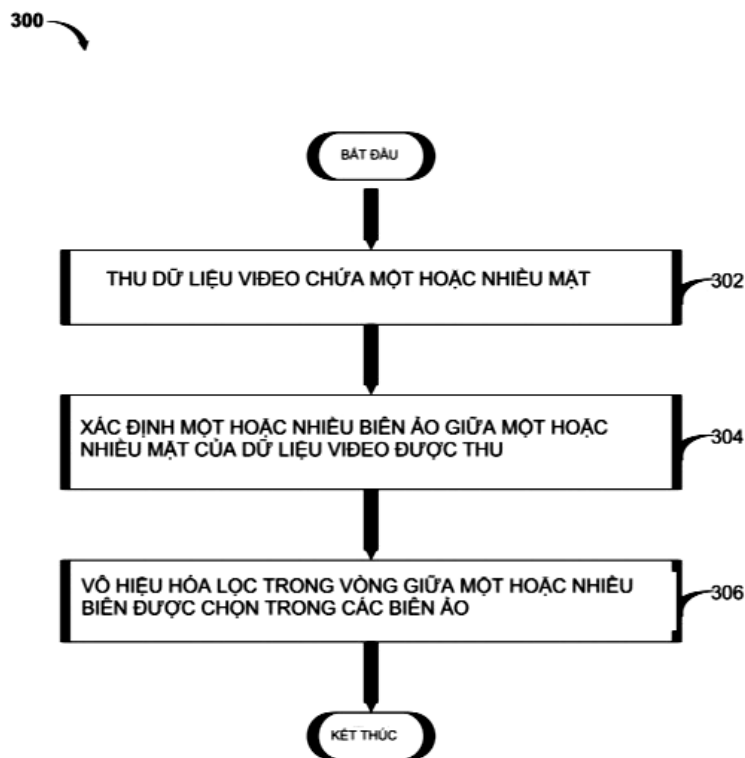 300
BẮT ĐẦU
THU DỮ LIỆU VIĐEO CHỨA MỘT HOẶC NHIỀU MẶT
302
XÁC ĐỊNH MỘT HOẶC NHIỀU BIÊN ẢO GIỮA MỘT HOẶC
NHIỀU MẶT CỦA DỮ LIỆU VIĐEO ĐƯỢC THU
304
VÔ HIỆU HÓA LỌC TRONG VÒNG GIỮA MỘT HOẶC NHIỀU
BIÊN ĐƯỢC CHỌN TRONG CÁC BIÊN ẢO
306
KẾT THÚC